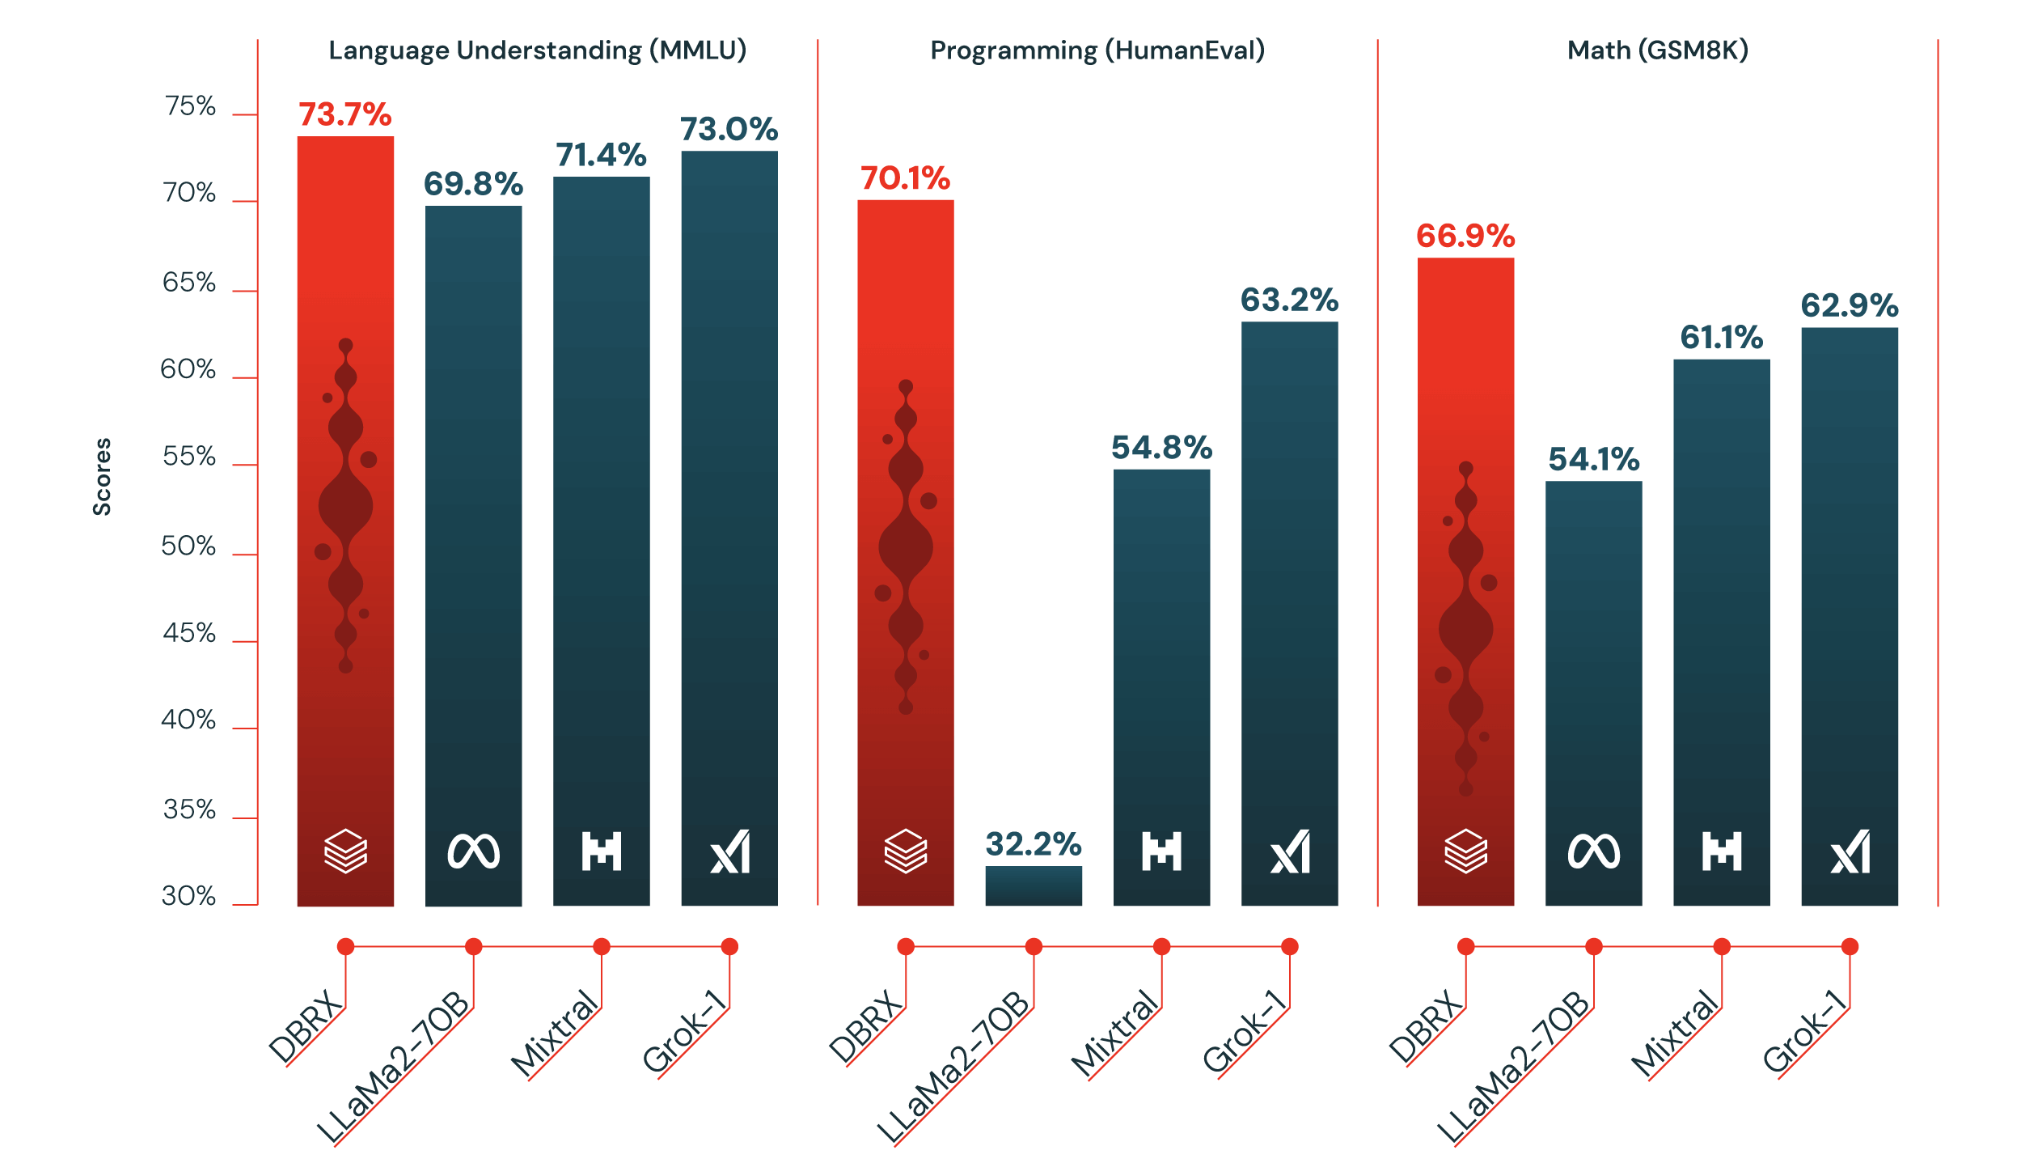 Language Understanding (MMLU)
Programming (HumanEval)
Math (GSM8K)
Scores
75%
70%
65%
60%
55%
50%
45%
40%
35%
30%
73.7%
69.8%
71.4%
73.0%
70.1%
32.2%
54.8%
63.2%
66.9%
54.1%
61.1%
62.9%
xI
xI
xI
DBRX
LLaMa2-70B
Mixtral
Grok-1
DBRX
LLaMa2-70B
Mixtral
Grok-1
DBRX
LLaMa2-70B
Mixtral
Grok-1